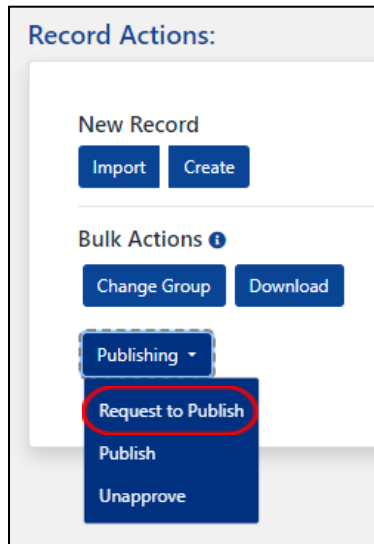 Record Actions:
New Record
Import Create
Bulk Actions
Change Group Download
Publishing
Request to Publish
Publish
Unapprove